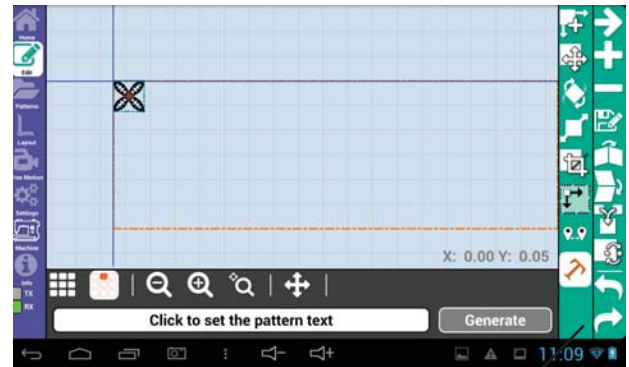 Home
Edit
Patterns
Layout
Free Motion
Settings
Machine
Info
TX
RX
X: 0.00 Y: 0.05
Click to set the pattern text
Generate
11:09